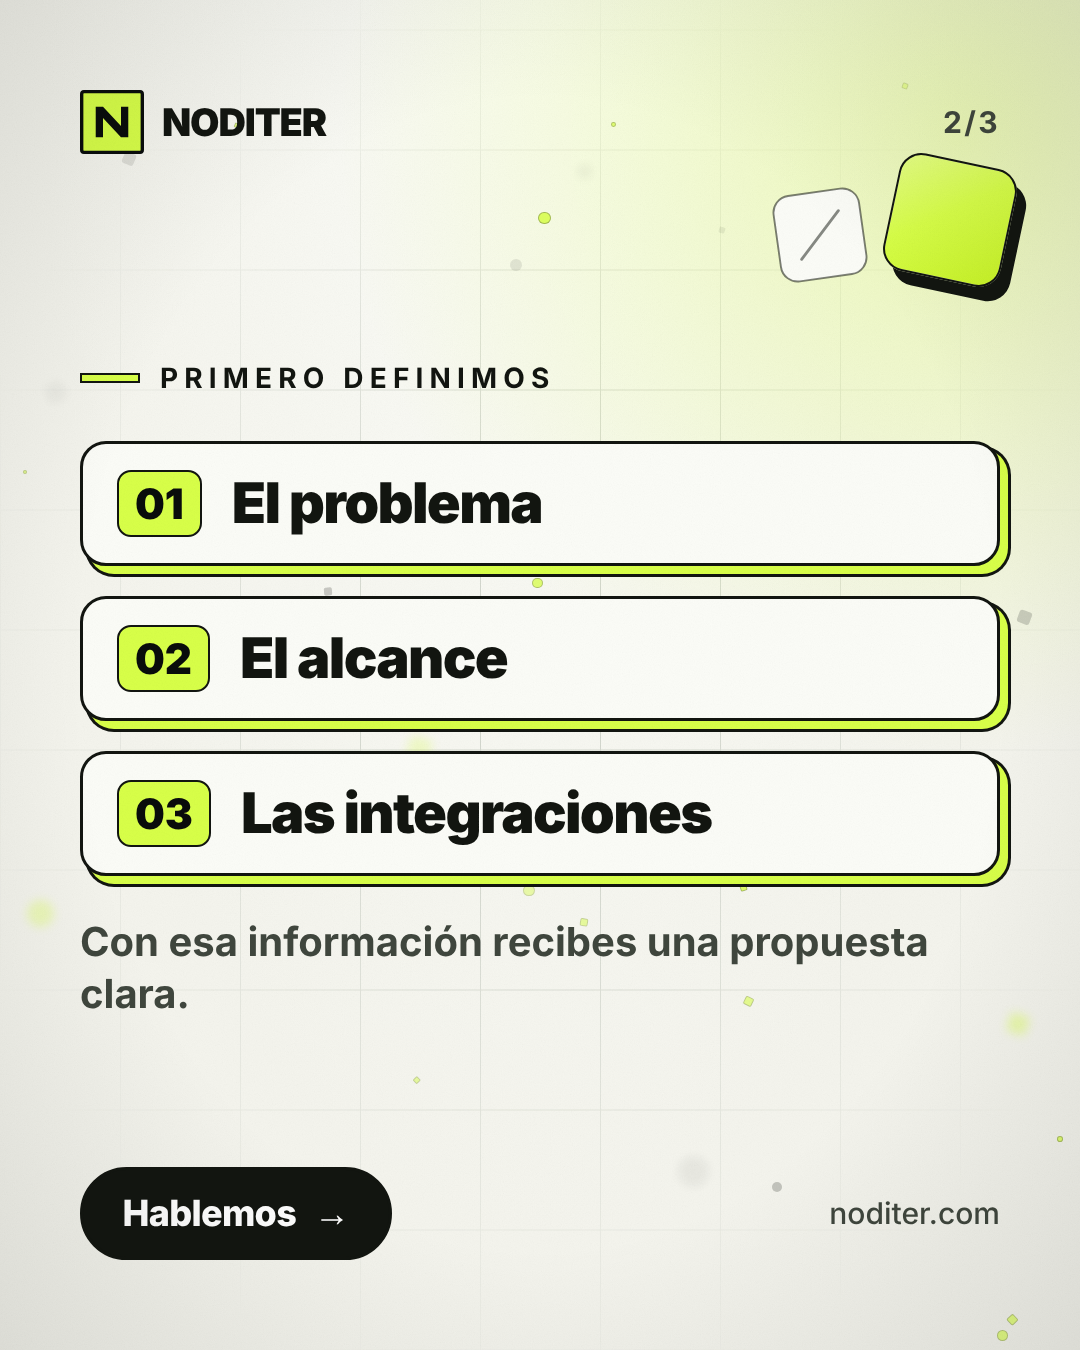 N NODITER
2/3
PRIMERO DEFINIMOS
01 El problema
02 El alcance
03 Las integraciones
Con esa información recibes una propuesta
clara.
Hablemos →
noditer.com